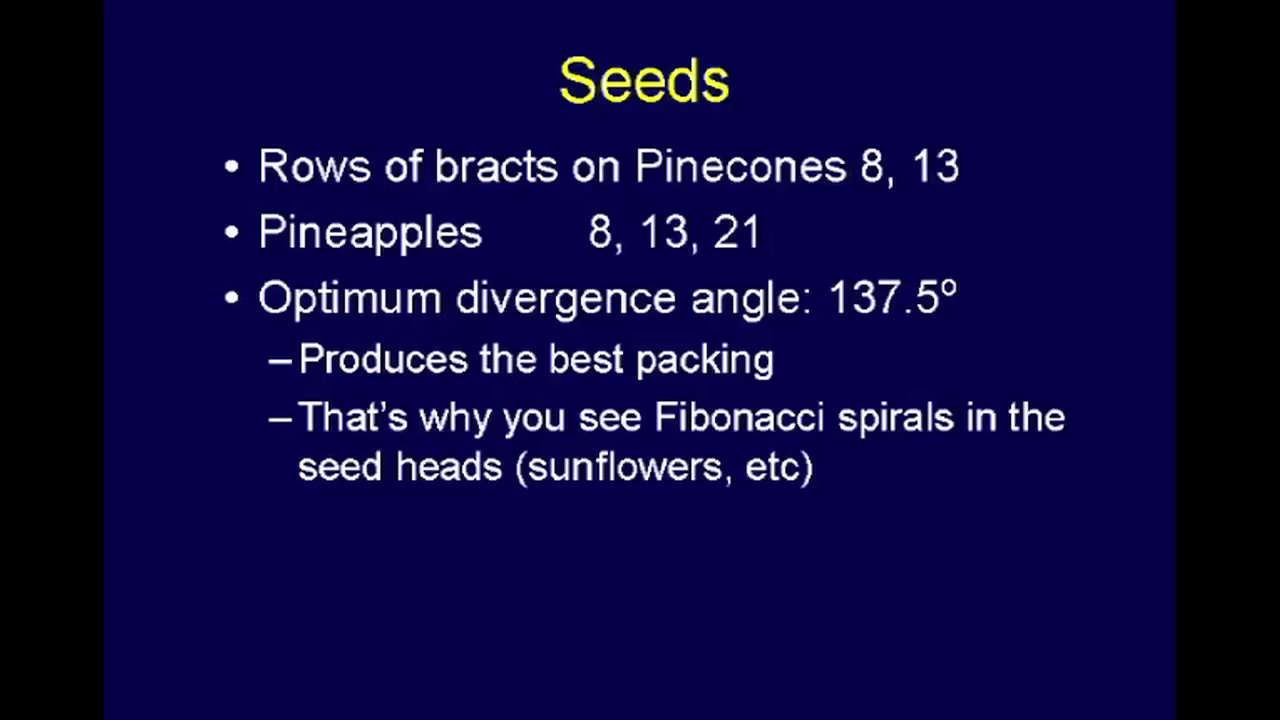 Seeds
• Rows of bracts on Pinecones 8, 13
• Pineapples 8, 13, 21
• Optimum divergence angle: 137.5º
–Produces the best packing
–That's why you see Fibonacci spirals in the
seed heads (sunflowers, etc)